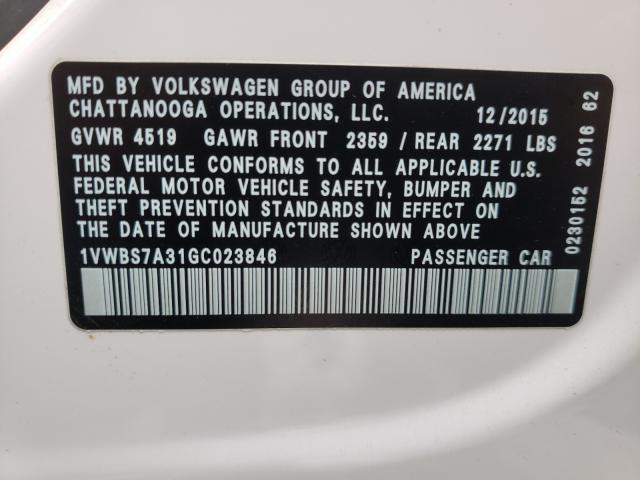 MFD BY VOLKSWAGEN GROUP OF AMERICA
CHATTANOOGA OPERATIONS, LLC. 12/2015
GVWR 4519 GAWR FRONT 2359 / REAR 2271 LBS
THIS VEHICLE CONFORMS TO ALL APPLICABLE U.S.
FEDERAL MOTOR VEHICLE SAFETY, BUMPER AND
THEFT PREVENTION STANDARDS IN EFFECT ON
THE DATE OF MANUFACTURE SHOWN ABOVE
1VWBS7A31GC023846 PASSENGER CAR
0230152 2016 62